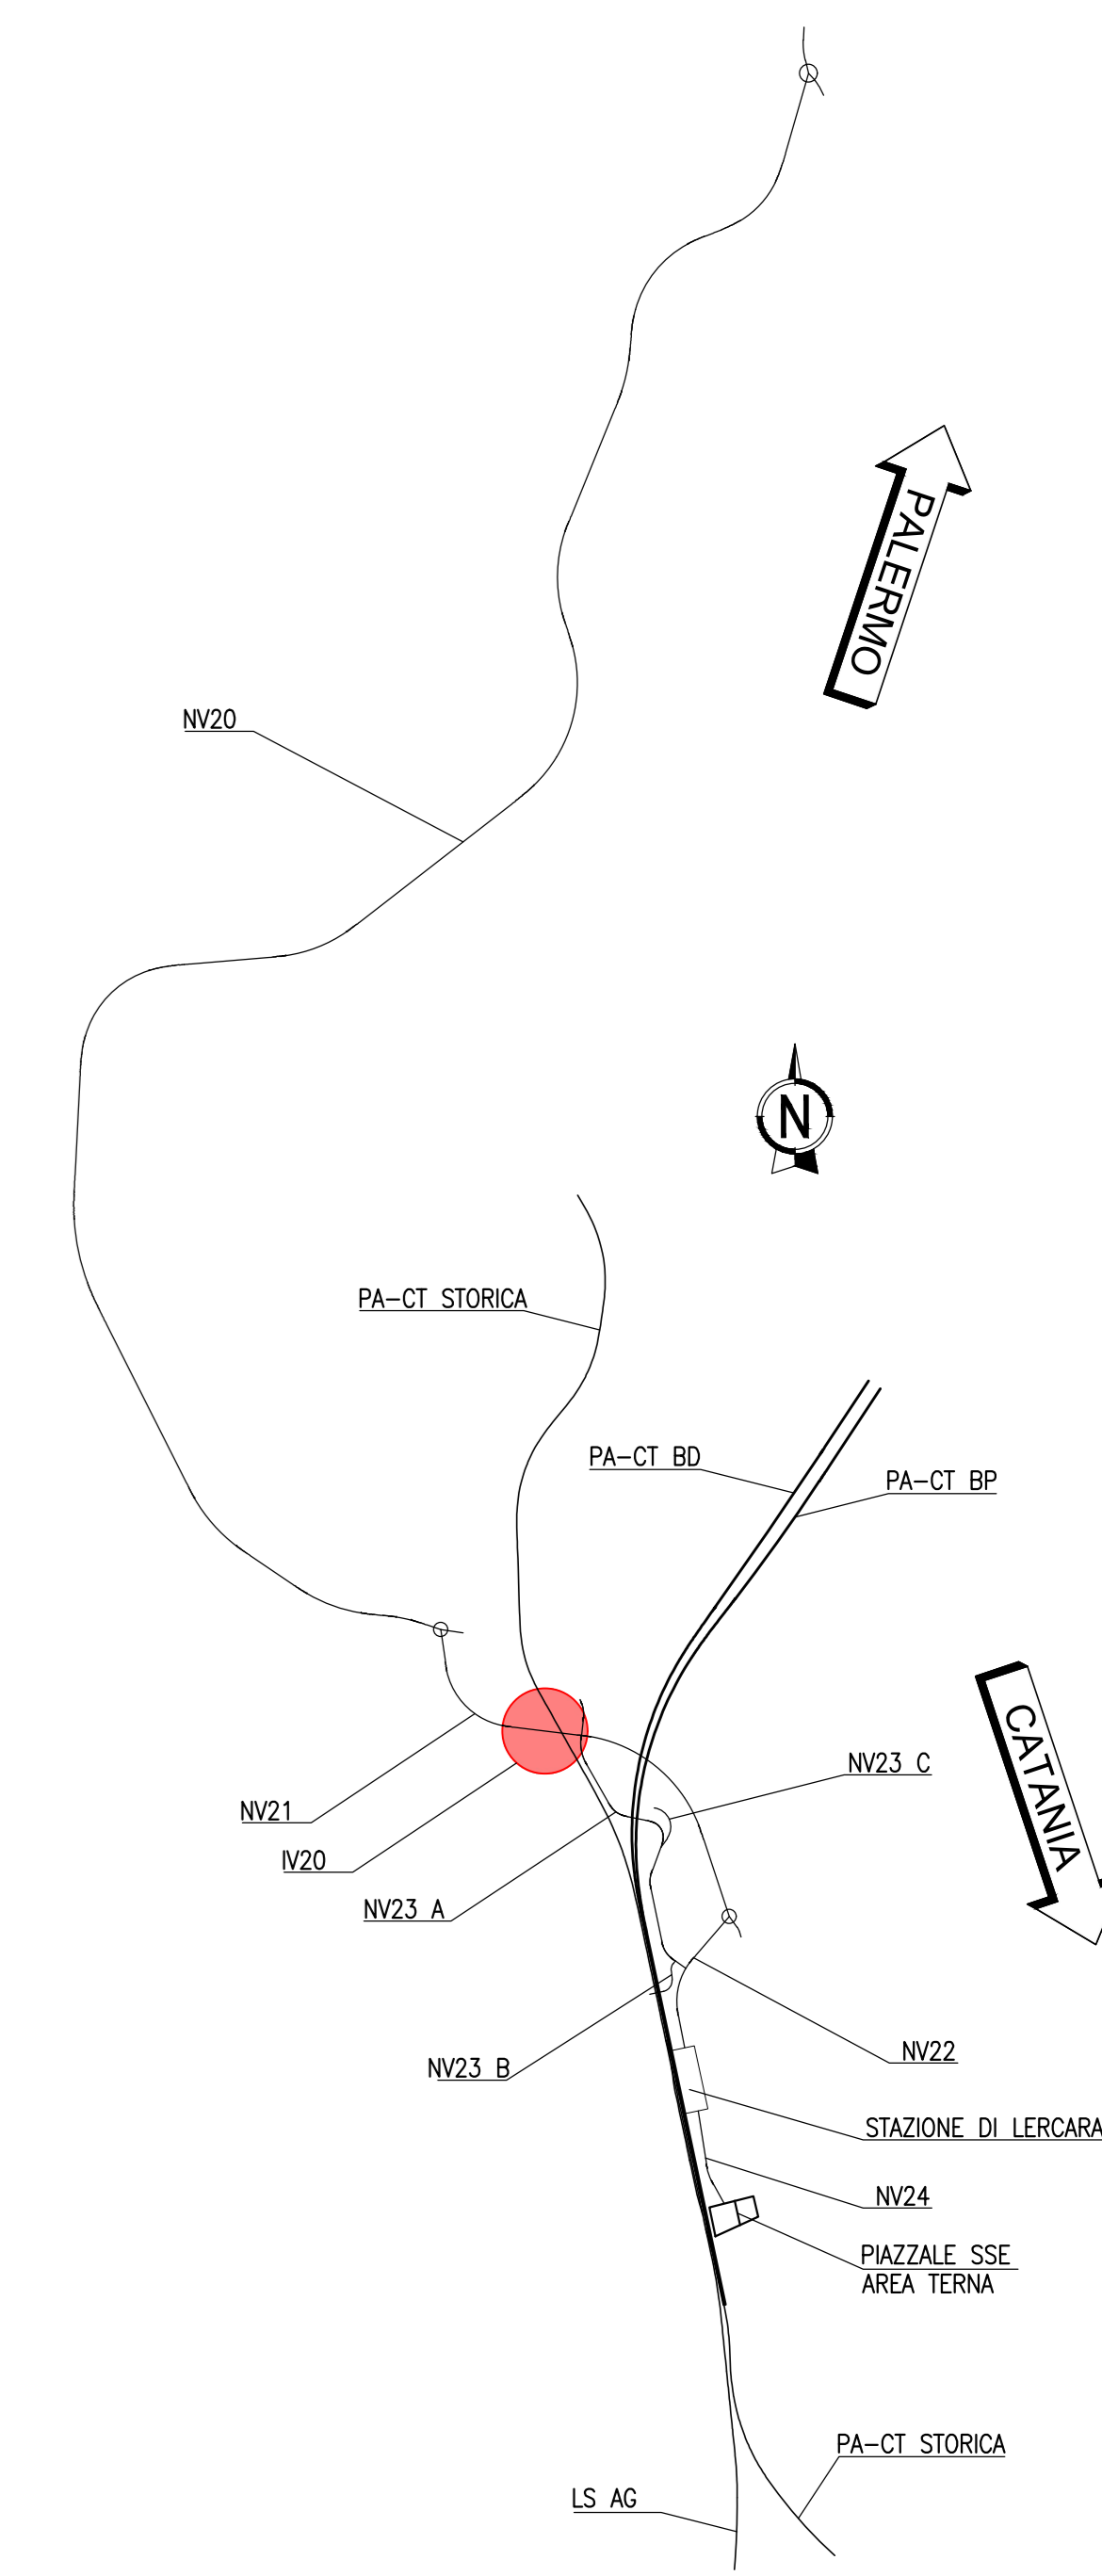 PALERMO
NV20
N
PA-CT STORICA
PA-CT BD
PA-CT BP
CATANIA
NV23 C
NV21
IV20
NV23 A
NV22
NV23 B
STAZIONE DI LERCARA
NV24
PIAZZALE SSE
AREA TERNA
PA-CT STORICA
LS AG